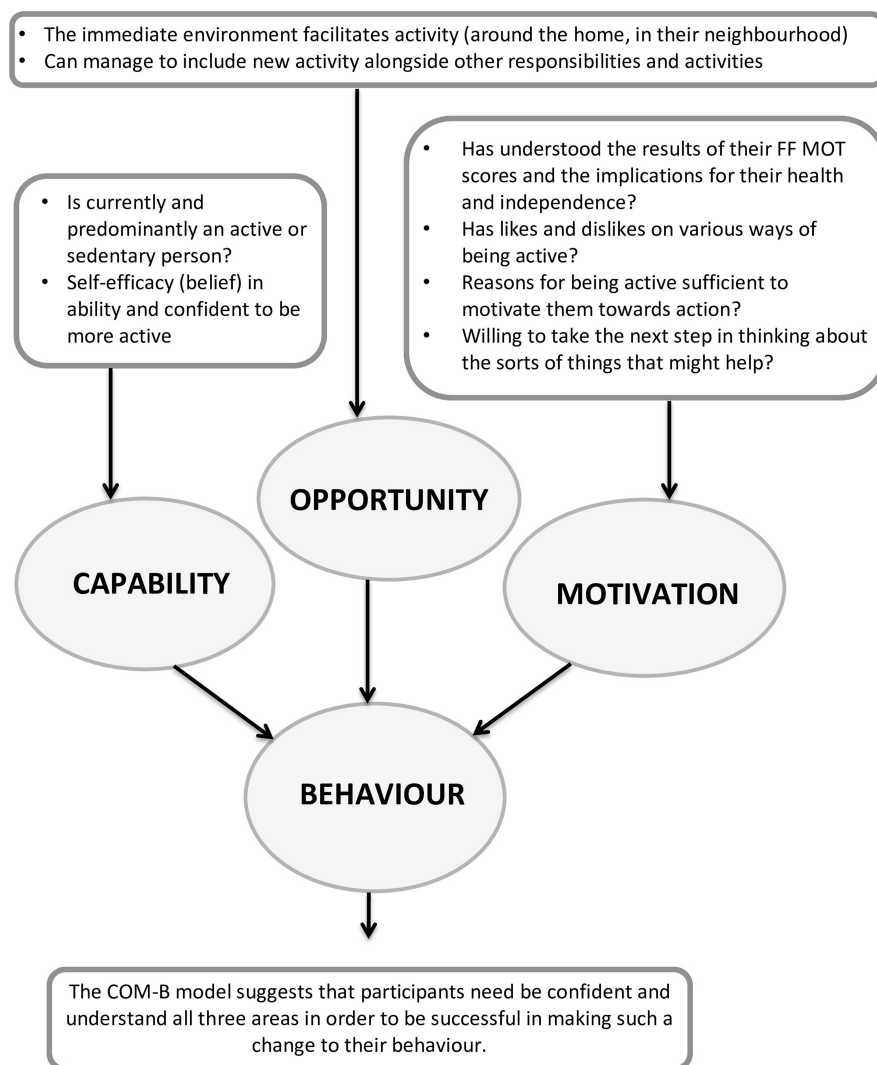 • The immediate environment facilitates activity (around the home, in their neighbourhood)
• Can manage to include new activity alongside other responsibilities and activities
• Is currently and
predominantly an active or
sedentary person?
• Self-efficacy (belief) in
ability and confident to be
more active
• Has understood the results of their FF MOT
scores and the implications for their health
and independence?
• Has likes and dislikes on various ways of
being active?
• Reasons for being active sufficient to
motivate them towards action?
• Willing to take the next step in thinking about
the sorts of things that might help?
OPPORTUNITY
CAPABILITY
MOTIVATION
BEHAVIOUR
The COM-B model suggests that participants need be confident and
understand all three areas in order to be successful in making such a
change to their behaviour.